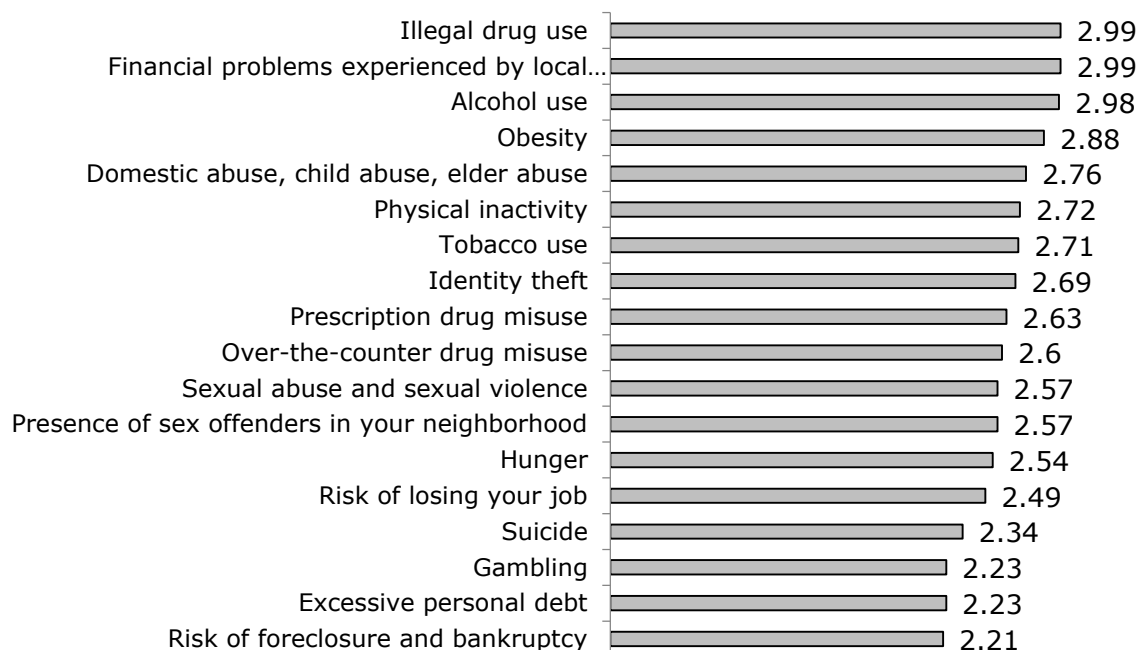 Illegal drug use 2.99
Financial problems experienced by local… 2.99
Alcohol use 2.98
Obesity 2.88
Domestic abuse, child abuse, elder abuse 2.76
Physical inactivity 2.72
Tobacco use 2.71
Identity theft 2.69
Prescription drug misuse 2.63
Over-the-counter drug misuse 2.6
Sexual abuse and sexual violence 2.57
Presence of sex offenders in your neighborhood 2.57
Hunger 2.54
Risk of losing your job 2.49
Suicide 2.34
Gambling 2.23
Excessive personal debt 2.23
Risk of foreclosure and bankruptcy 2.21